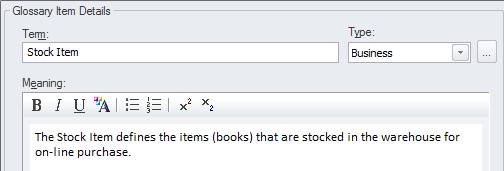 Glossary Item Details
Term: Type:
Stock Item Business ...
Meaning:
B I U A x² x₂
The Stock Item defines the items (books) that are stocked in the warehouse for
on-line purchase.